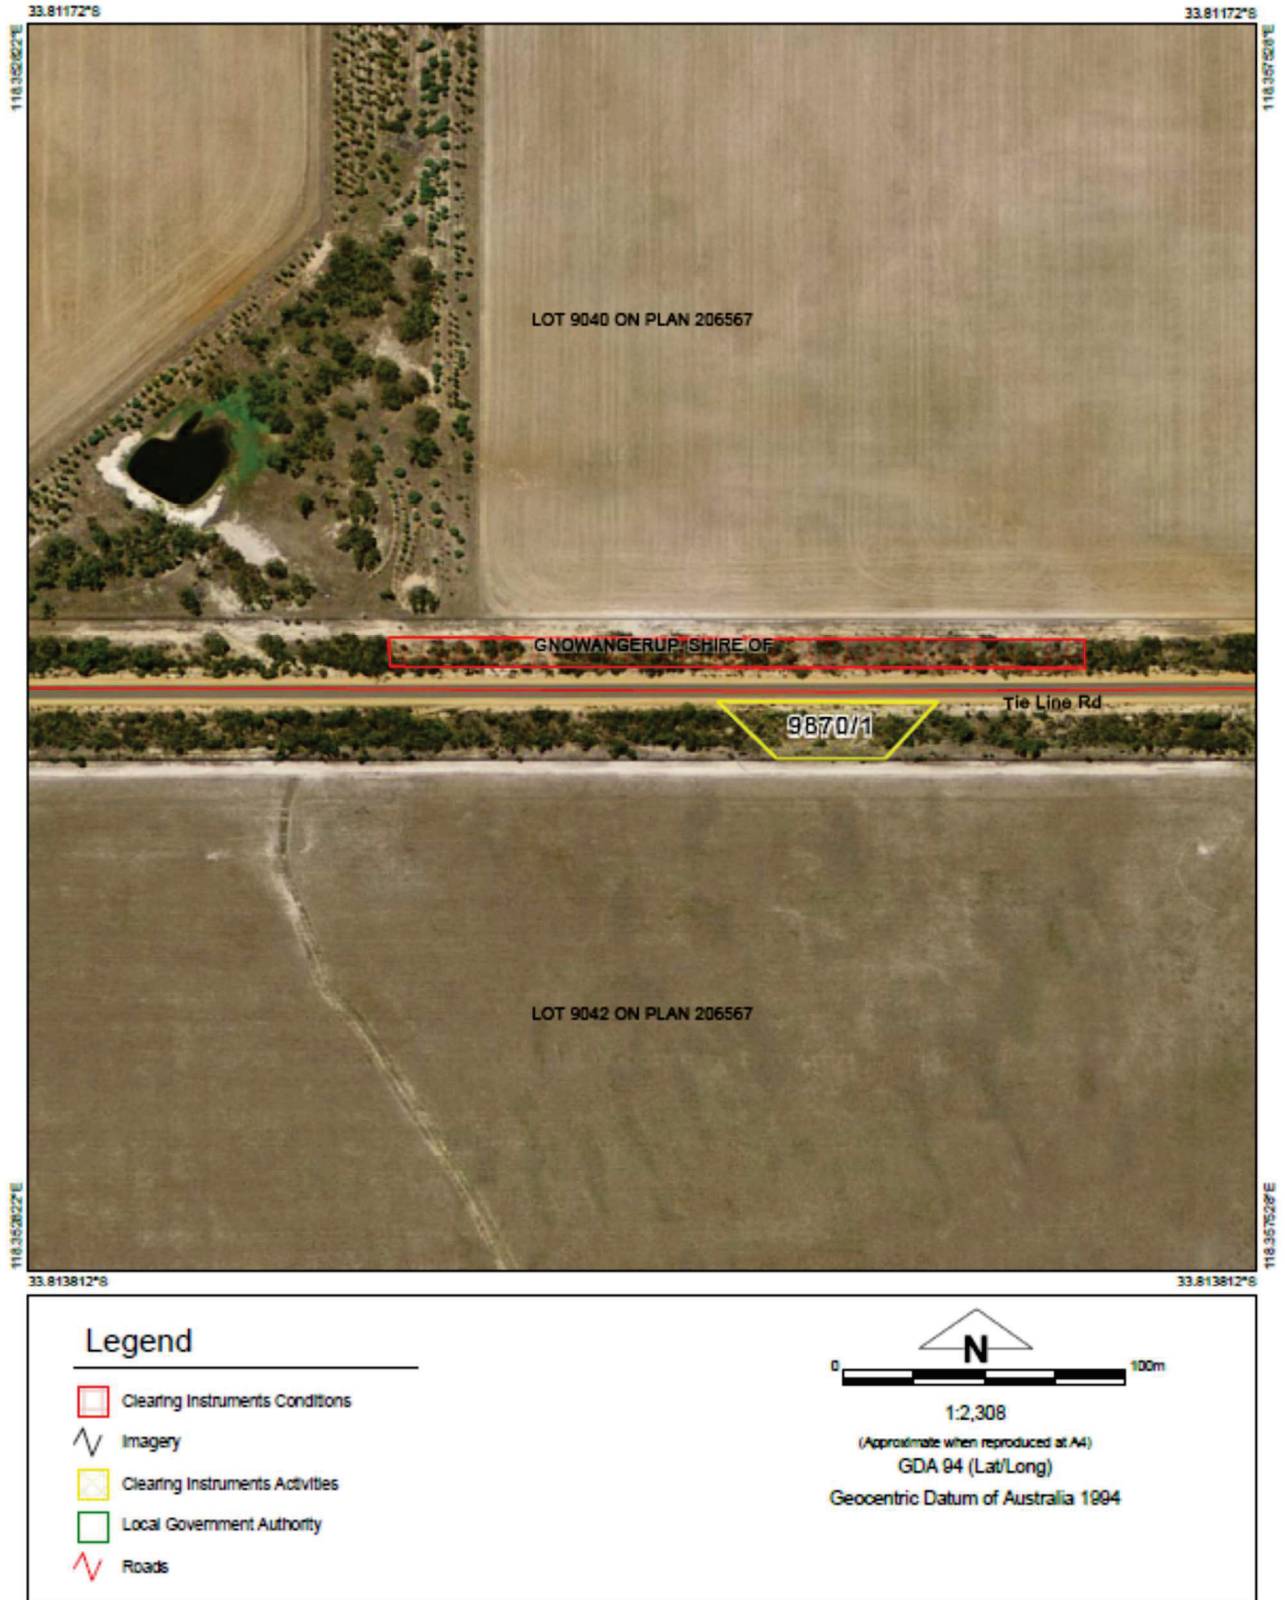 33.81172°S
33.81172°S
118.352822°E
118.357528°E
LOT 9040 ON PLAN 206567
GNOWANGERUP, SHIRE OF
Tie Line Rd
9870/1
LOT 9042 ON PLAN 206567
118.352822°E
118.357528°E
33.813812°S
33.813812°S
Legend
Clearing Instruments Conditions
Imagery
Clearing Instruments Activities
Local Government Authority
Roads
N
0
100m
1:2,308
(Approximate when reproduced at A4)
GDA 94 (Lat/Long)
Geocentric Datum of Australia 1994